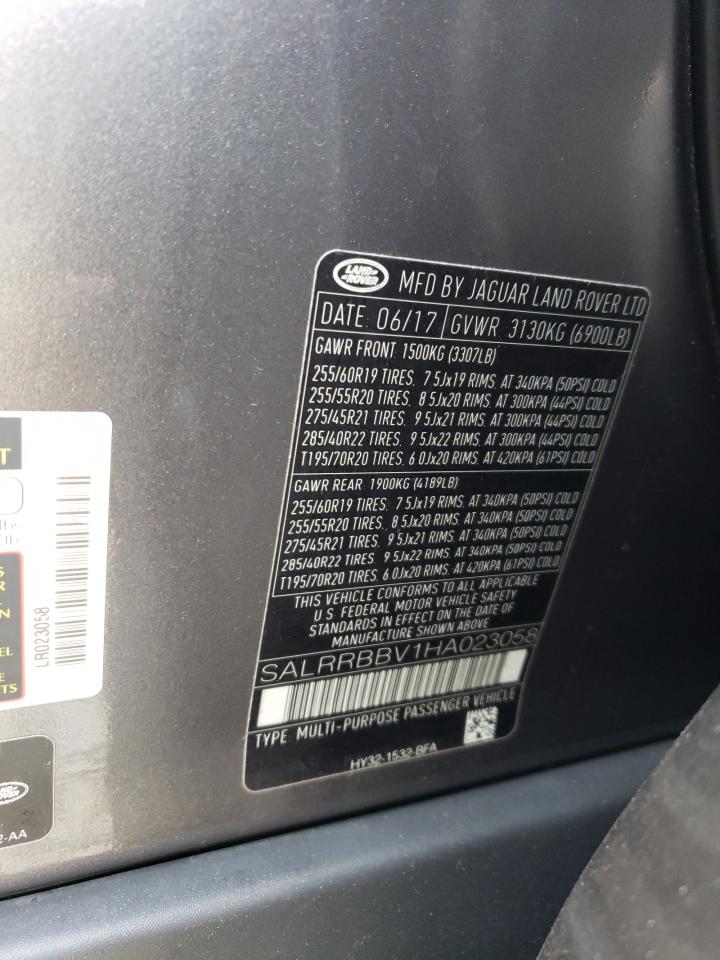 LAND ROVER
MFD BY JAGUAR LAND ROVER LTD
DATE: 06/17 GVWR 3130KG (6900LB)
GAWR FRONT 1500KG (3307LB)
255/60R19 TIRES. 7 5Jx19 RIMS. AT 340KPA (50PSI) COLD
255/55R20 TIRES. 8 5Jx20 RIMS. AT 300KPA (44PSI) COLD
275/45R21 TIRES. 9 5Jx21 RIMS. AT 300KPA (44PSI) COLD
285/40R22 TIRES. 9 5Jx22 RIMS. AT 300KPA (44PSI) COLD
T195/70R20 TIRES. 6 0Jx20 RIMS. AT 420KPA (61PSI) COLD
GAWR REAR 1900KG (4189LB)
255/60R19 TIRES. 7 5Jx19 RIMS. AT 340KPA (50PSI) COLD
255/55R20 TIRES. 8 5Jx20 RIMS. AT 340KPA (50PSI) COLD
275/45R21 TIRES. 9 5Jx21 RIMS. AT 340KPA (50PSI) COLD
285/40R22 TIRES. 9 5Jx22 RIMS. AT 340KPA (50PSI) COLD
T195/70R20 TIRES. 6 0Jx20 RIMS. AT 420KPA (61PSI) COLD
THIS VEHICLE CONFORMS TO ALL APPLICABLE
U.S. FEDERAL MOTOR VEHICLE SAFETY
STANDARDS IN EFFECT ON THE DATE OF
MANUFACTURE SHOWN ABOVE
SALRRBBV1HA023058
TYPE MULTI-PURPOSE PASSENGER VEHICLE
HY32-1532-BFA
T
S
R
N
EL
E
TS
LR023058
LAND ROVER
2-AA